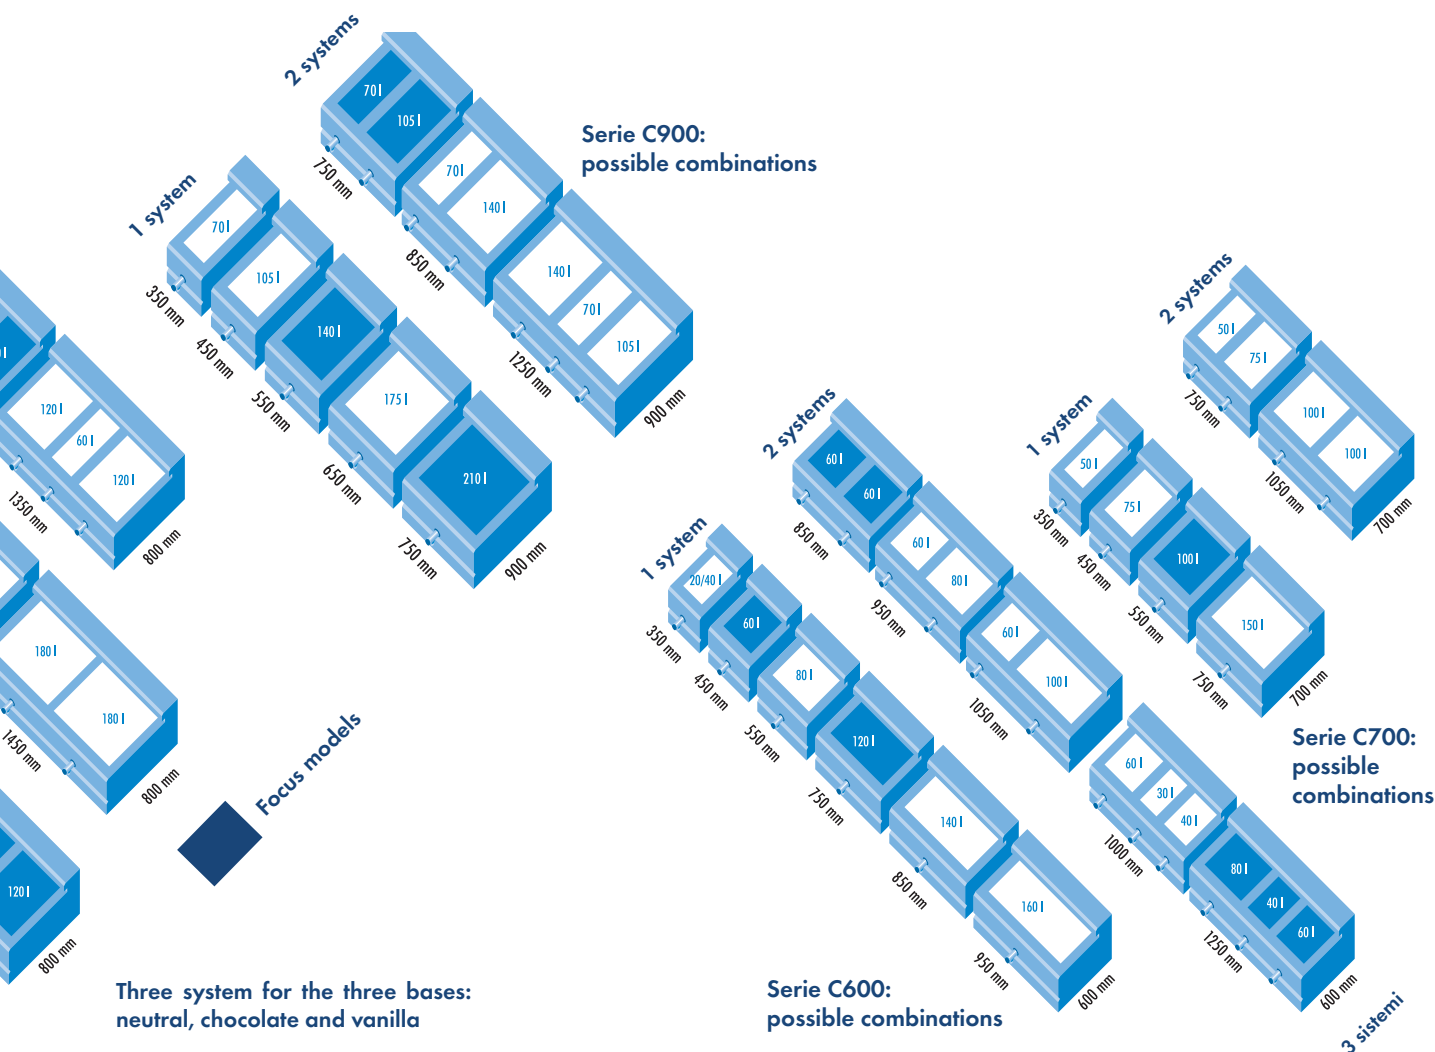 2 systems
70 l
105 l
750 mm
70 l
140 l
850 mm
140 l
70 l
105 l
1250 mm
900 mm
Serie C900:
possible combinations
1 system
70 l
350 mm
105 l
450 mm
140 l
550 mm
175 l
650 mm
210 l
750 mm
900 mm
120 l
60 l
120 l
1350 mm
800 mm
180 l
180 l
1450 mm
800 mm
120 l
800 mm
Focus models
Three system for the three bases:
neutral, chocolate and vanilla
2 systems
60 l
60 l
850 mm
60 l
80 l
950 mm
60 l
100 l
1050 mm
1 system
20/40 l
350 mm
60 l
450 mm
80 l
550 mm
120 l
750 mm
140 l
850 mm
160 l
950 mm
600 mm
Serie C600:
possible combinations
60 l
30 l
40 l
1000 mm
80 l
40 l
60 l
1250 mm
600 mm
3 sistemi
2 systems
50 l
75 l
750 mm
100 l
100 l
1050 mm
700 mm
1 system
50 l
350 mm
75 l
450 mm
100 l
550 mm
150 l
750 mm
700 mm
Serie C700:
possible
combinations